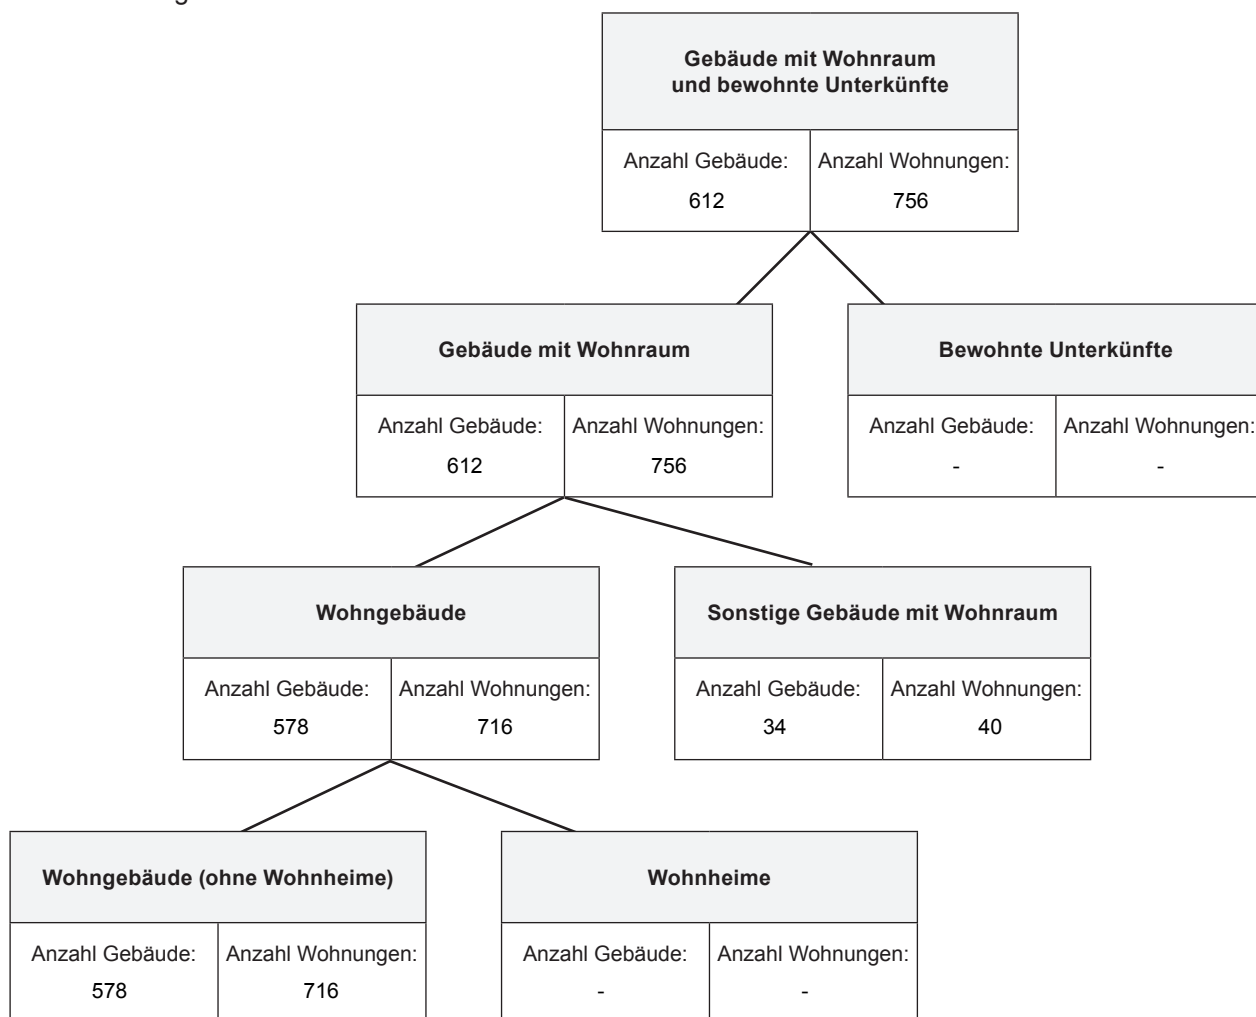 Gebäude mit Wohnraum
und bewohnte Unterkünfte
Anzahl Gebäude: Anzahl Wohnungen:
612 756
Gebäude mit Wohnraum
Bewohnte Unterkünfte
Anzahl Gebäude: Anzahl Wohnungen:
612 756
Anzahl Gebäude: Anzahl Wohnungen:
- -
Wohngebäude
Sonstige Gebäude mit Wohnraum
Anzahl Gebäude: Anzahl Wohnungen:
578 716
Anzahl Gebäude: Anzahl Wohnungen:
34 40
Wohngebäude (ohne Wohnheime)
Wohnheime
Anzahl Gebäude: Anzahl Wohnungen:
578 716
Anzahl Gebäude: Anzahl Wohnungen:
- -